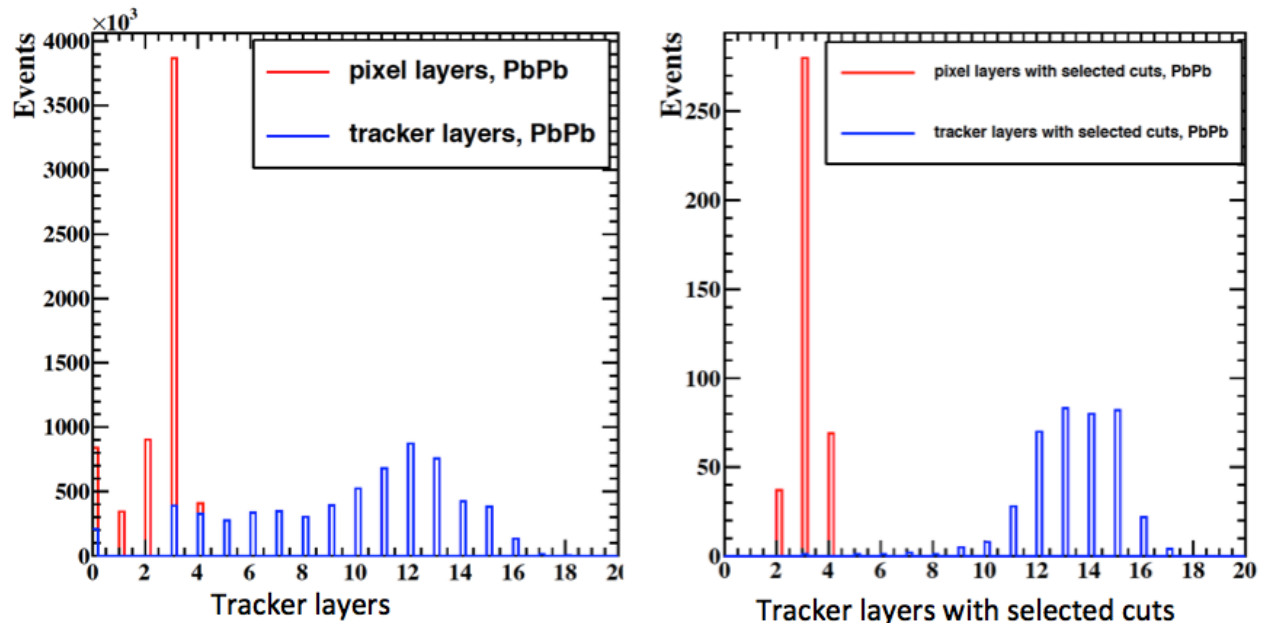 ×10³
Events
4000
3500
3000
2500
2000
1500
1000
500
0
pixel layers, PbPb
tracker layers, PbPb
0 2 4 6 8 10 12 14 16 18 20
Tracker layers
Events
250
200
150
100
50
0
pixel layers with selected cuts, PbPb
tracker layers with selected cuts, PbPb
0 2 4 6 8 10 12 14 16 18 20
Tracker layers with selected cuts